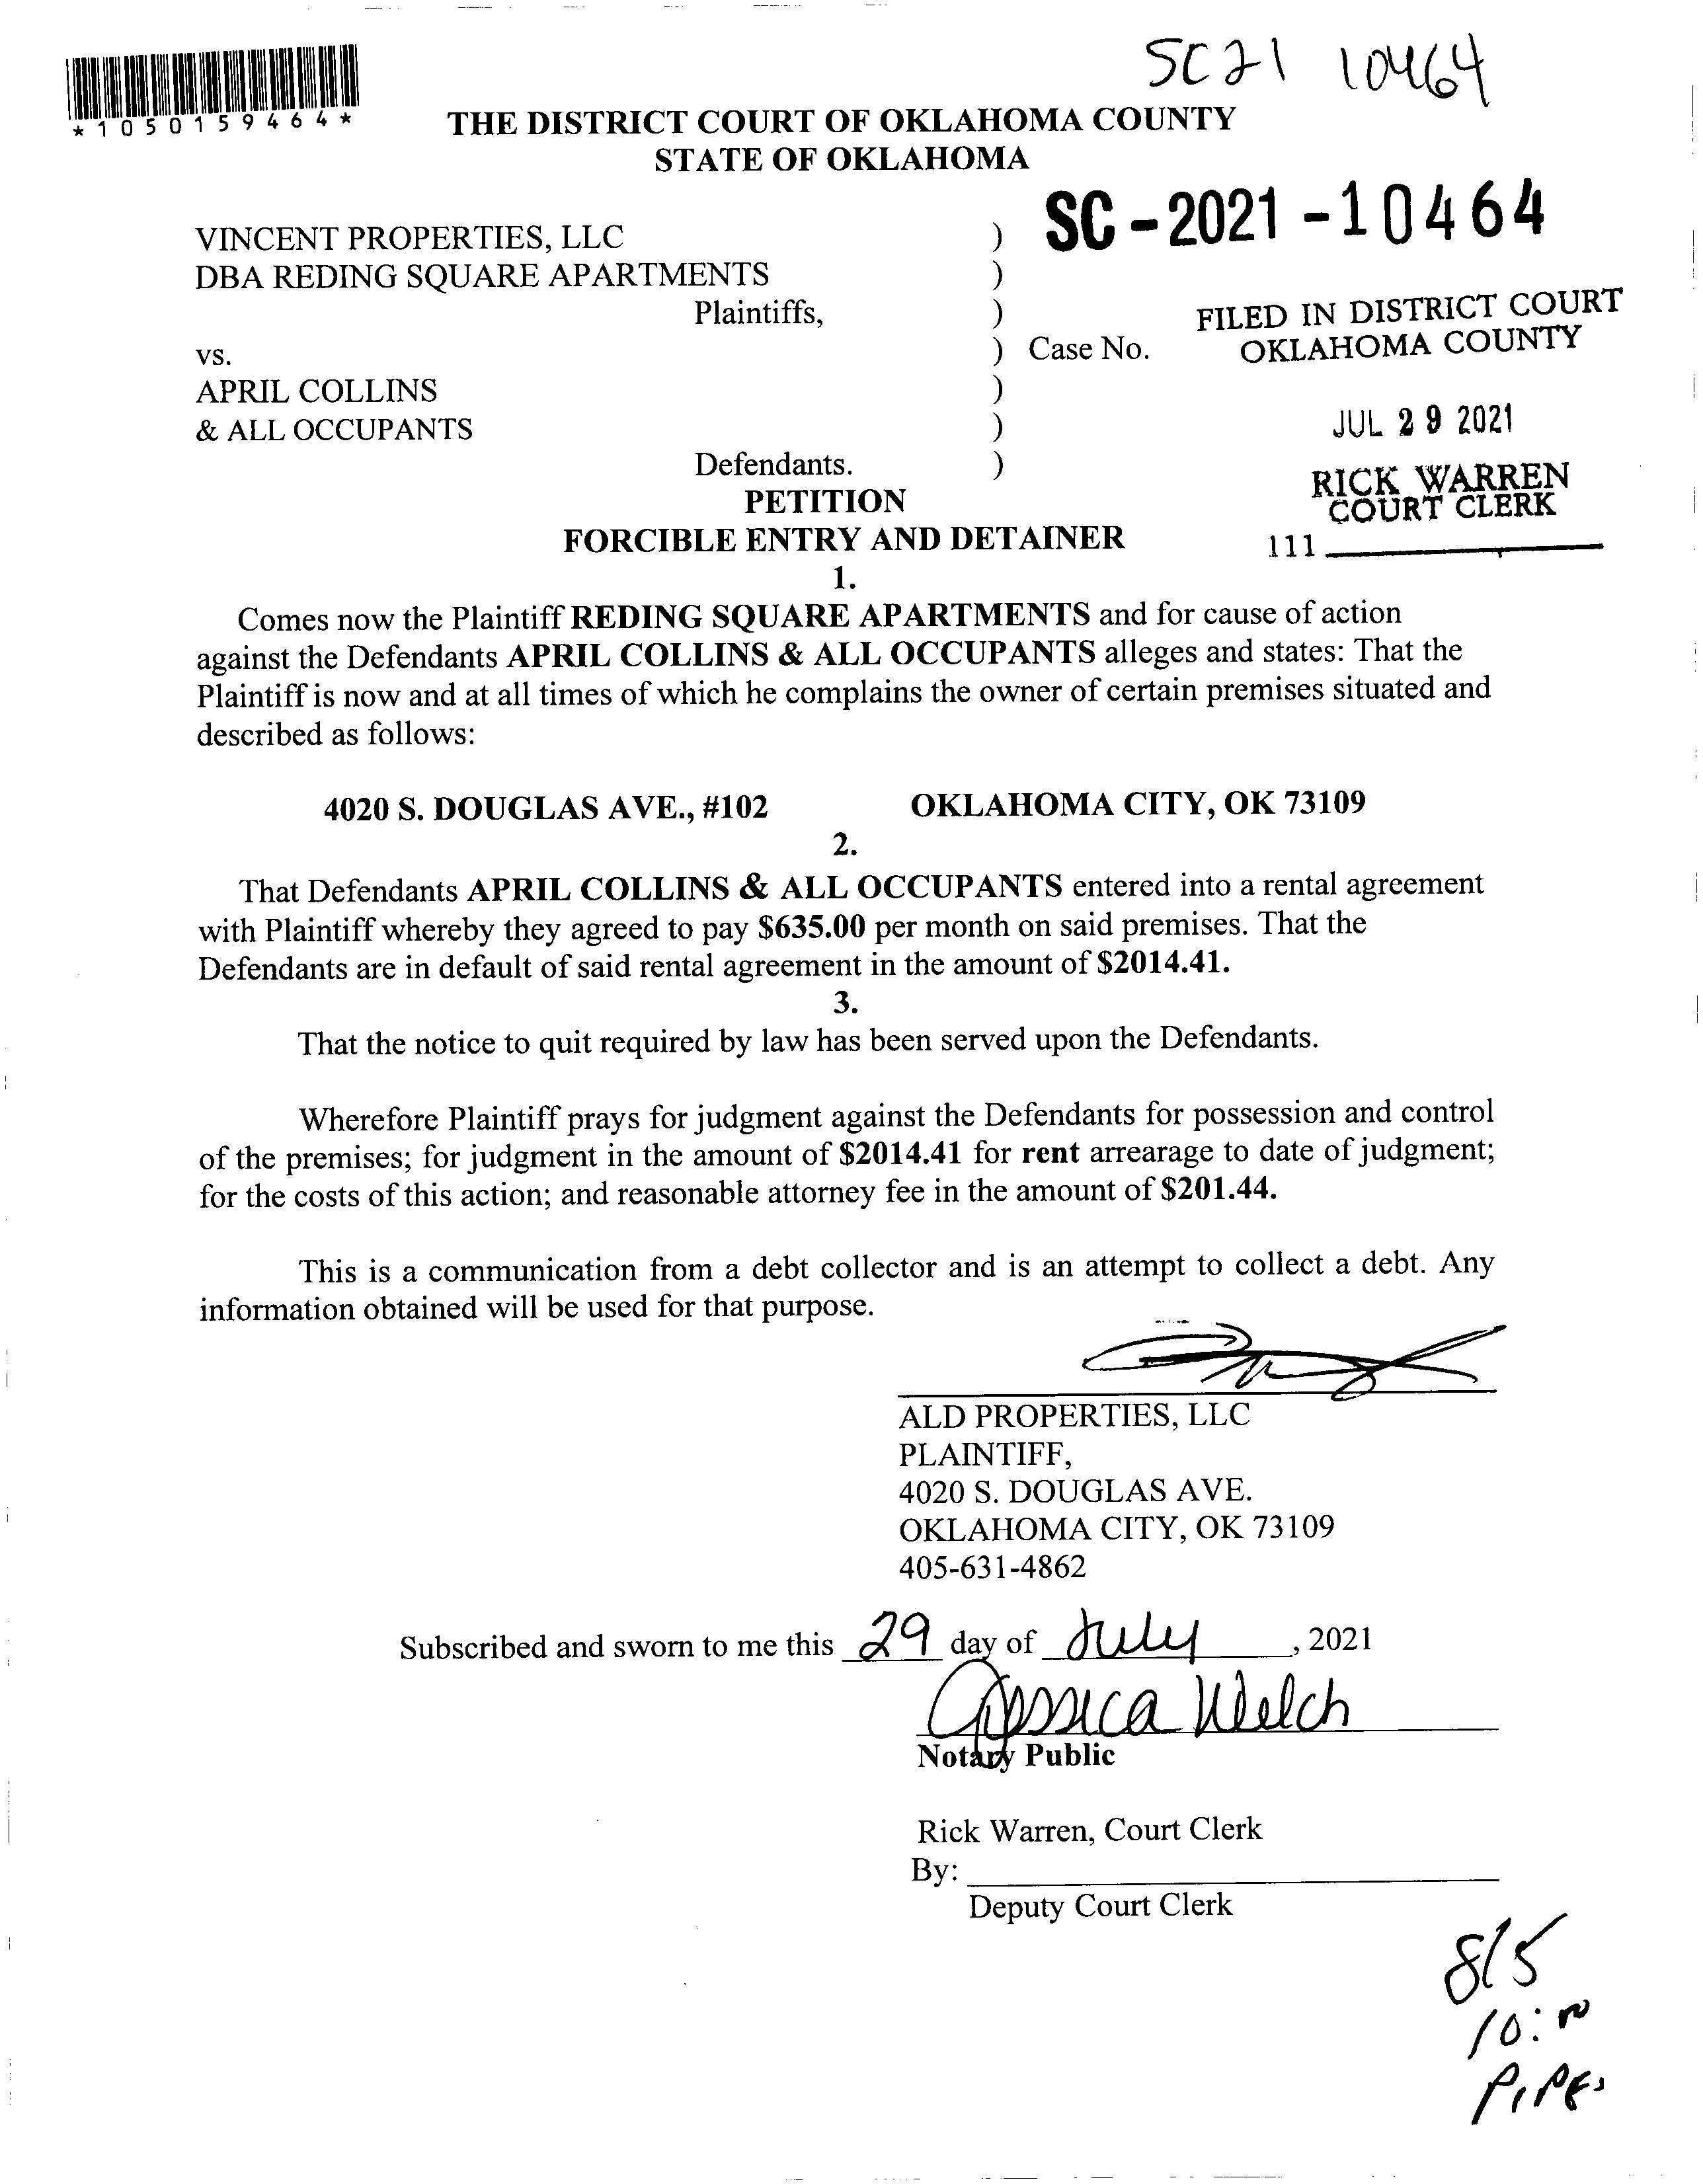 SC21 10464
*1050159464*
THE DISTRICT COURT OF OKLAHOMA COUNTY
STATE OF OKLAHOMA
SC-2021-10464
VINCENT PROPERTIES, LLC )
DBA REDING SQUARE APARTMENTS )
Plaintiffs, )
FILED IN DISTRICT COURT
OKLAHOMA COUNTY
vs. ) Case No.
APRIL COLLINS )
& ALL OCCUPANTS )
JUL 29 2021
Defendants. )
RICK WARREN
COURT CLERK
111
PETITION
FORCIBLE ENTRY AND DETAINER
1.
Comes now the Plaintiff REDING SQUARE APARTMENTS and for cause of action
against the Defendants APRIL COLLINS & ALL OCCUPANTS alleges and states: That the
Plaintiff is now and at all times of which he complains the owner of certain premises situated and
described as follows:
4020 S. DOUGLAS AVE., #102 OKLAHOMA CITY, OK 73109
2.
That Defendants APRIL COLLINS & ALL OCCUPANTS entered into a rental agreement
with Plaintiff whereby they agreed to pay $635.00 per month on said premises. That the
Defendants are in default of said rental agreement in the amount of $2014.41.
3.
That the notice to quit required by law has been served upon the Defendants.
Wherefore Plaintiff prays for judgment against the Defendants for possession and control
of the premises; for judgment in the amount of $2014.41 for rent arrearage to date of judgment;
for the costs of this action; and reasonable attorney fee in the amount of $201.44.
This is a communication from a debt collector and is an attempt to collect a debt. Any
information obtained will be used for that purpose.
ALD PROPERTIES, LLC
PLAINTIFF,
4020 S. DOUGLAS AVE.
OKLAHOMA CITY, OK 73109
405-631-4862
Subscribed and sworn to me this 29 day of July, 2021
Jessica Welch
Notary Public
Rick Warren, Court Clerk
By:
Deputy Court Clerk
8/5